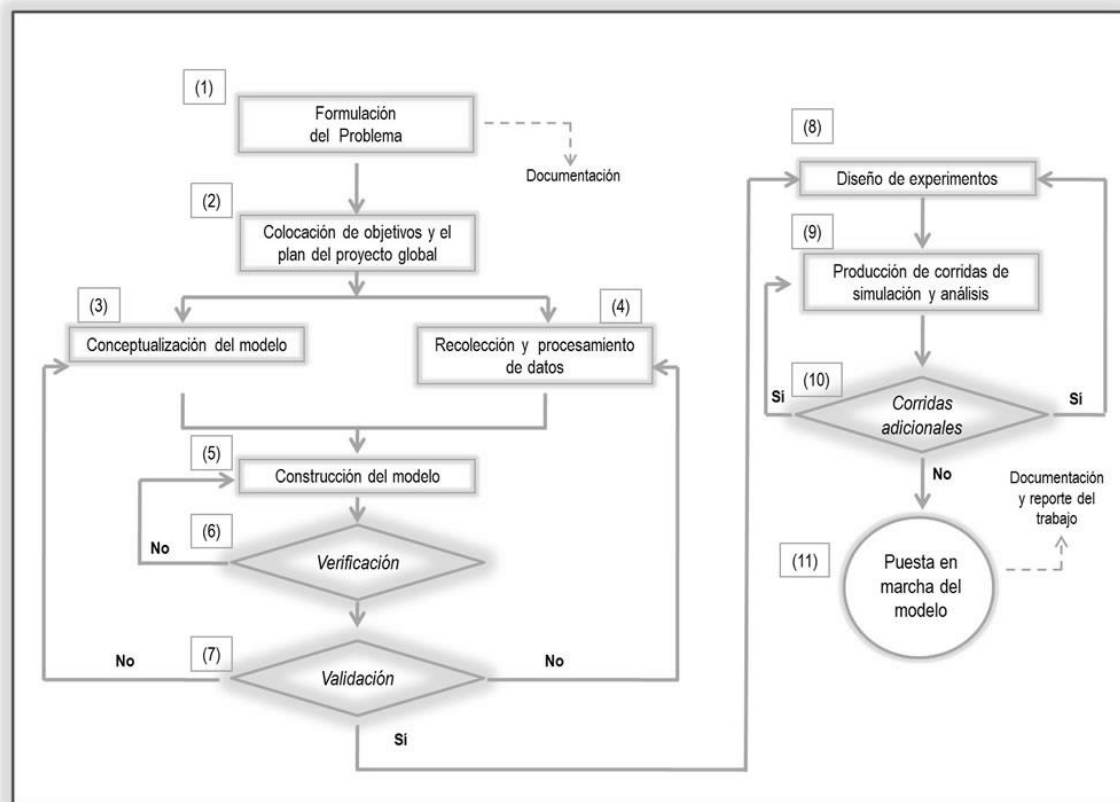 (1)
Formulación
del Problema
Documentación
(2)
Colocación de objetivos y el
plan del proyecto global
(3)
Conceptualización del modelo
(4)
Recolección y procesamiento
de datos
(5)
Construcción del modelo
(6)
No
Verificación
(7)
No
Validación
No
Sí
(8)
Diseño de experimentos
(9)
Producción de corridas de
simulación y análisis
(10)
Sí
Corridas
adicionales
Sí
No
Documentación
y reporte del
trabajo
(11)
Puesta en
marcha del
modelo